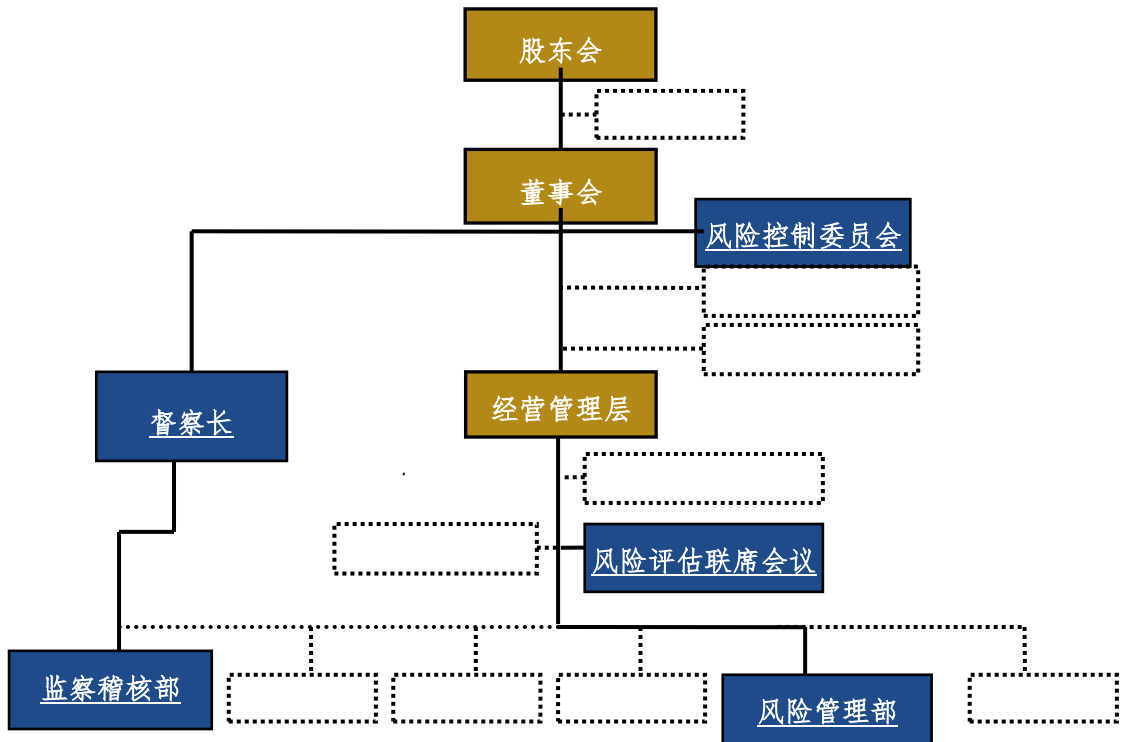 股东会
董事会
风险控制委员会
督察长
经营管理层
风险评估联席会议
监察稽核部
风险管理部